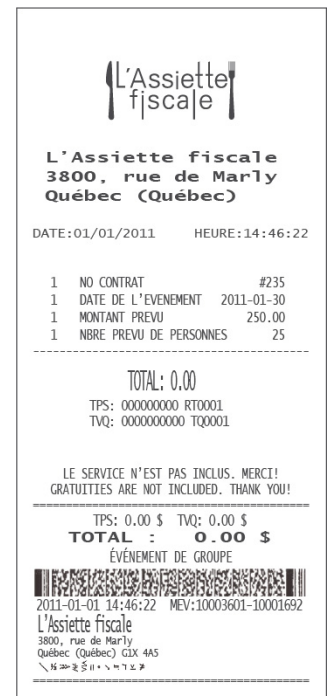 L'Assiette
fiscale
L'Assiette fiscale
3800, rue de Marly
Québec (Québec)
DATE:01/01/2011 HEURE:14:46:22
1 NO CONTRAT #235
1 DATE DE L'EVENEMENT 2011-01-30
1 MONTANT PREVU 250.00
1 NBRE PREVU DE PERSONNES 25
TOTAL: 0.00
TPS: 000000000 RT0001
TVQ: 0000000000 TQ0001
LE SERVICE N'EST PAS INCLUS. MERCI!
GRATUITIES ARE NOT INCLUDED. THANK YOU!
TPS: 0.00 $ TVQ: 0.00 $
TOTAL : 0.00 $
ÉVÉNEMENT DE GROUPE
2011-01-01 14:46:22 MEV:10003601-10001692
L'Assiette fiscale
3800, rue de Marly
Québec (Québec) G1X 4A5